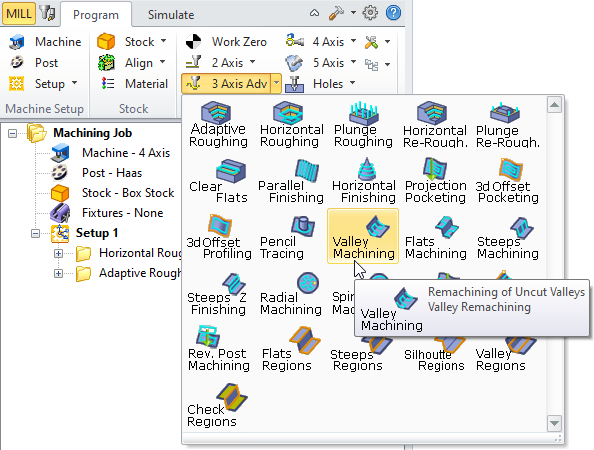 MILL Program Simulate
Machine Stock Work Zero 4 Axis
Post Align 2 Axis 5 Axis
Setup Material 3 Axis Adv Holes
Machine Setup Stock
Machining Job
Machine - 4 Axis
Post - Haas
Stock - Box Stock
Fixtures - None
Setup 1
Horizontal Roug
Adaptive Rough
Adaptive Roughing
Horizontal Roughing
Plunge Roughing
Horizontal Re-Rough.
Plunge Re-Rough.
Clear Flats
Parallel Finishing
Horizontal Finishing
Projection Pocketing
3d Offset Pocketing
3d Offset Profiling
Pencil Tracing
Valley Machining
Flats Machining
Steeps Machining
Steeps Z Finishing
Radial Machining
Spir
Machining
Remachining of Uncut Valleys
Valley Remachining
Valley Machining
Rev. Post Machining
Flats Regions
Steeps Regions
Silhoutte Regions
Valley Regions
Check Regions